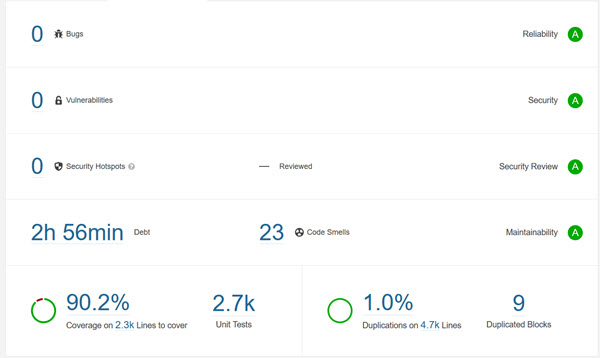 0 Bugs Reliability A
0 Vulnerabilities Security A
0 Security Hotspots ? — Reviewed Security Review A
2h 56min Debt 23 Code Smells Maintainability A
90.2% 2.7k 1.0% 9
Coverage on 2.3k Lines to cover Unit Tests Duplications on 4.7k Lines Duplicated Blocks